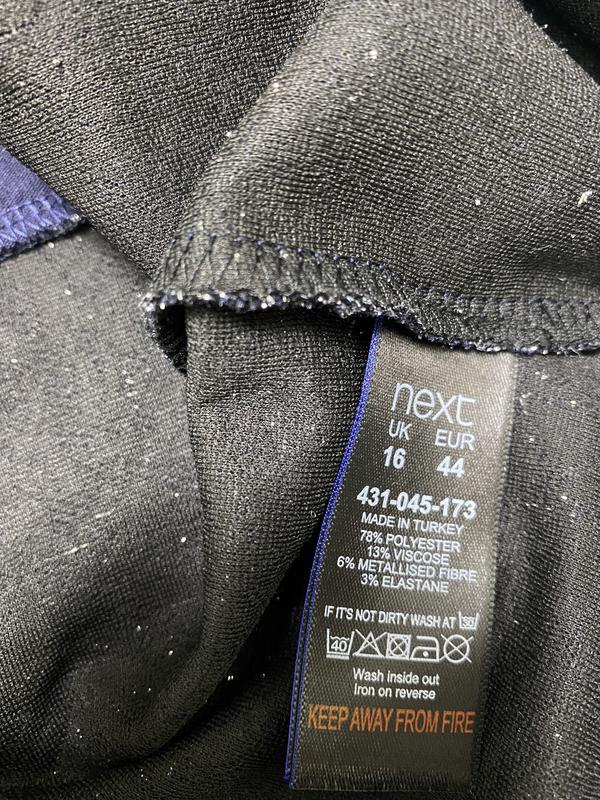 next
UK EUR
16 44
431-045-173
MADE IN TURKEY
78% POLYESTER
13% VISCOSE
6% METALLISED FIBRE
3% ELASTANE
IF IT'S NOT DIRTY WASH AT 30
40
Wash inside out
Iron on reverse
KEEP AWAY FROM FIRE